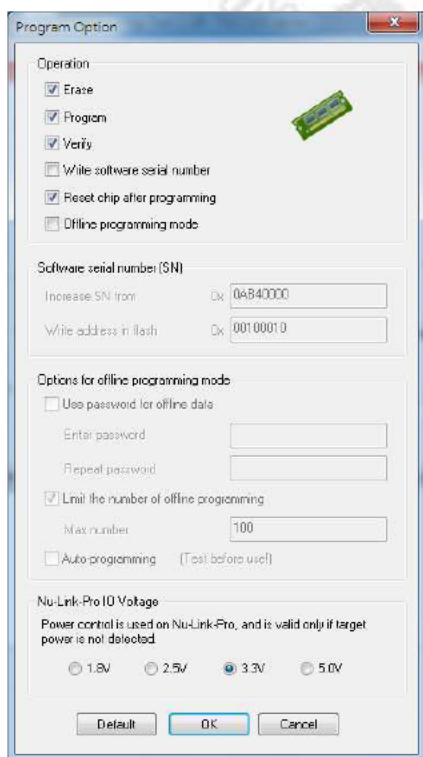 Program Option
Operation
Erase
Program
Verify
Write software serial number
Reset chip after programming
Offline programming mode
Software serial number (SN)
Increase SN from 0x 0AB40000
Write address in flash 0x 00100010
Options for offline programming mode
Use password for offline data
Enter password
Repeat password
Limit the number of offline programming
Max number 100
Auto-programming (Test before use!)
Nu-Link-Pro IO Voltage
Power control is used on Nu-Link-Pro, and is valid only if target
power is not detected.
1.8V 2.5V 3.3V 5.0V
Default OK Cancel